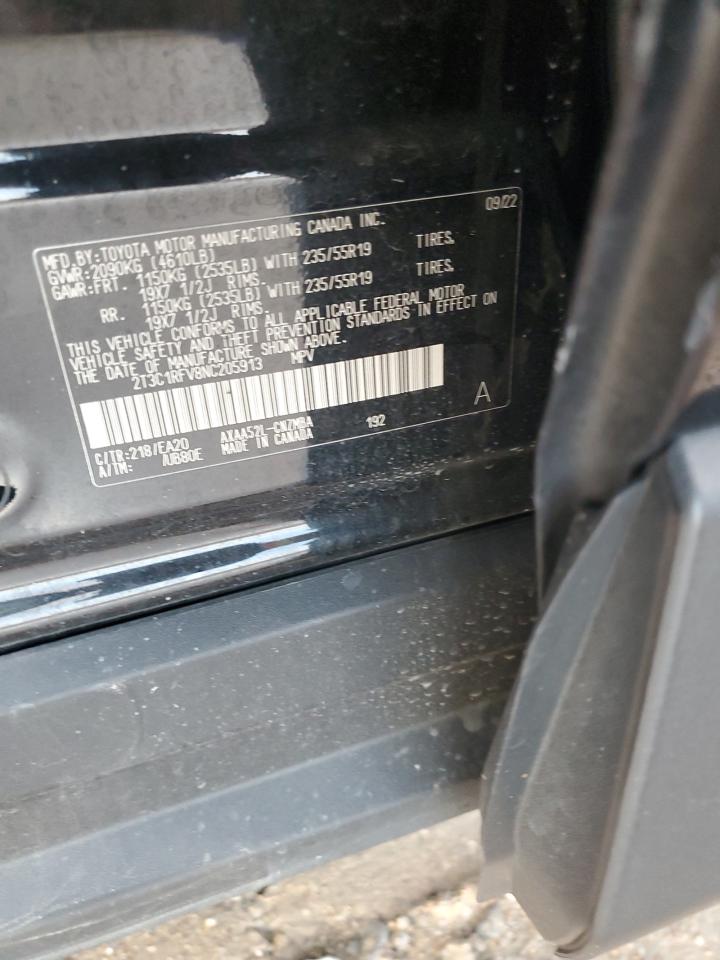 MFD.BY:TOYOTA MOTOR MANUFACTURING CANADA INC. 09/22
GVWR:2090KG (4610LB)
GAWR:FRT. 1150KG (2535LB) WITH 235/55R19 TIRES,
19X7 1/2J RIMS.
RR. 1150KG (2535LB) WITH 235/55R19 TIRES,
19X7 1/2J RIMS.
THIS VEHICLE CONFORMS TO ALL APPLICABLE FEDERAL MOTOR
VEHICLE SAFETY AND THEFT PREVENTION STANDARDS IN EFFECT ON
THE DATE OF MANUFACTURE SHOWN ABOVE.
2T3C1RFV8NC205913 MPV
C/TR:218/EA20 AXAA52L-CNZMBA 192 A
A/TM: /UB80E MADE IN CANADA